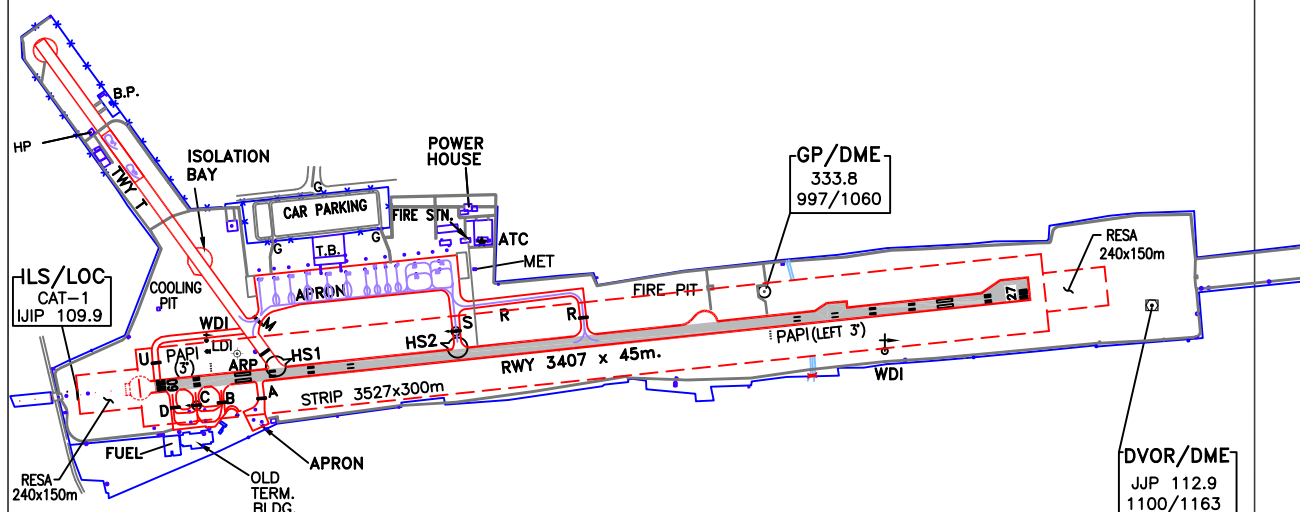 B.P.
HP
TWY T
ISOLATION
BAY
POWER
HOUSE
G
CAR PARKING
FIRE STN.
ATC
G
T.B.
G
MET
GP/DME
333.8
997/1060
RESA
240x150m
ILS/LOC
CAT-1
IJIP 109.9
COOLING
PIT
APRON
FIRE PIT
WDI
M
S
R
R
HS2
27
U
PAPI
(3')
LDI
ARP
HS1
RWY 3407 x 45m.
PAPI(LEFT 3')
WDI
09
D
C
B
A
STRIP 3527x300m
FUEL
APRON
RESA
240x150m
OLD
TERM.
BLDG.
DVOR/DME
JJP 112.9
1100/1163